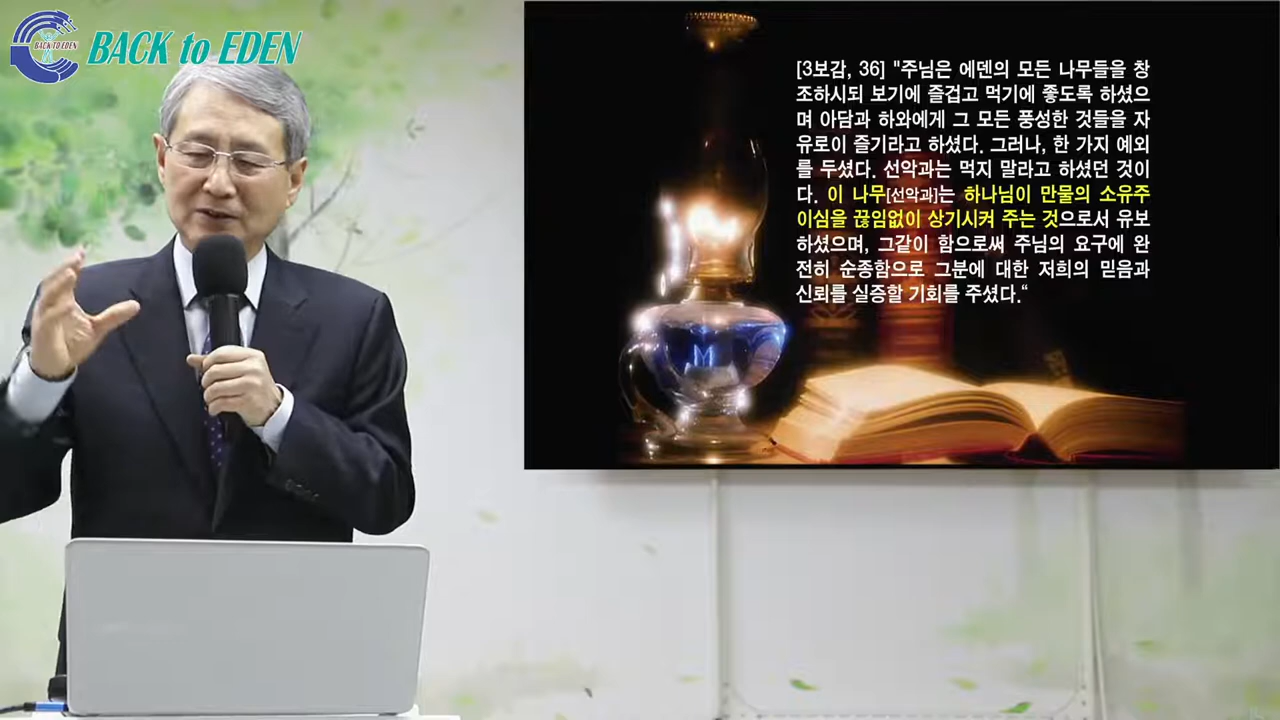 BACK TO EDEN
BACK to EDEN
[3보감, 36] "주님은 에덴의 모든 나무들을 창
조하시되 보기에 즐겁고 먹기에 좋도록 하셨으
며 아담과 하와에게 그 모든 풍성한 것들을 자
유로이 즐기라고 하셨다. 그러나, 한 가지 예외
를 두셨다. 선악과는 먹지 말라고 하셨던 것이
다. 이 나무[선악과]는 하나님이 만물의 소유주
이심을 끊임없이 상기시켜 주는 것으로서 유보
하셨으며, 그같이 함으로써 주님의 요구에 완
전히 순종함으로 그분에 대한 저희의 믿음과
신뢰를 실증할 기회를 주셨다.“